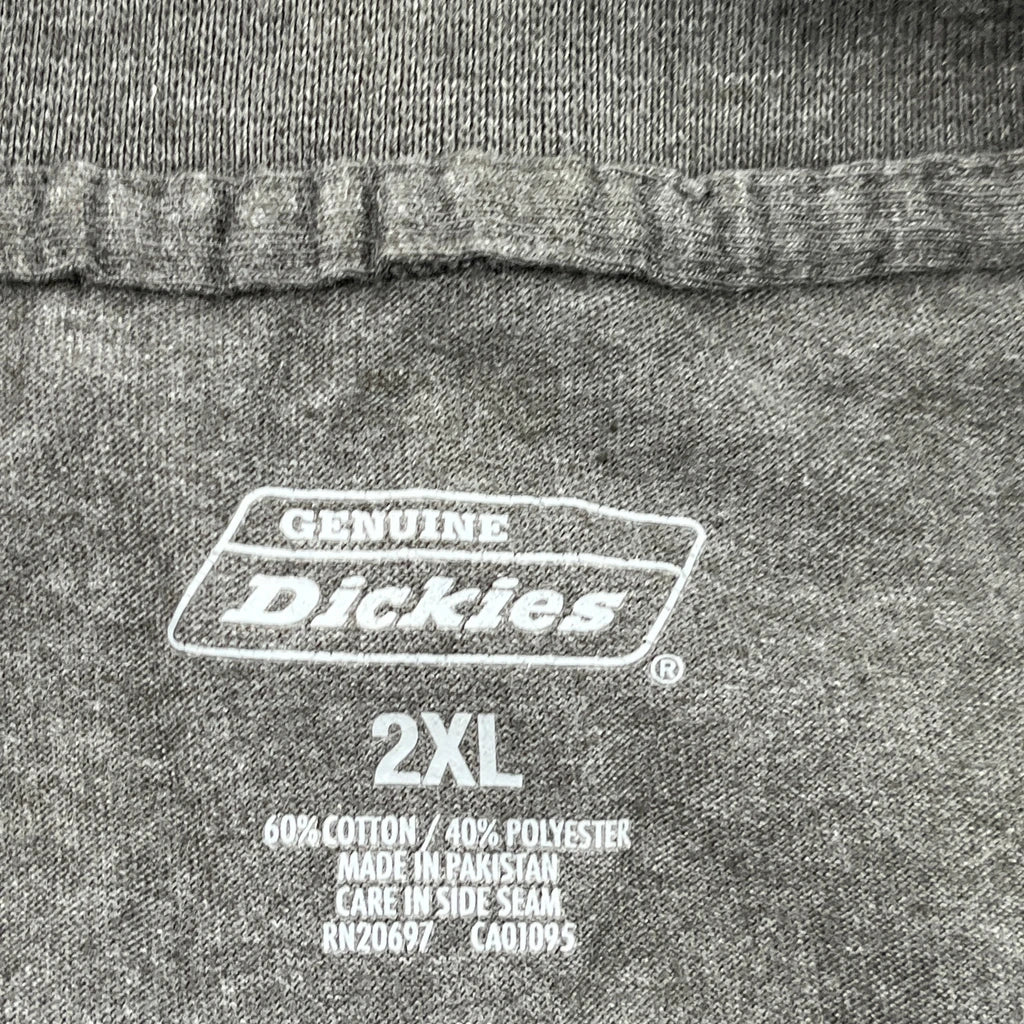 GENUINE
Dickies
®
2XL
60% COTTON / 40% POLYESTER
MADE IN PAKISTAN
CARE IN SIDE SEAM
RN20697 CA01095